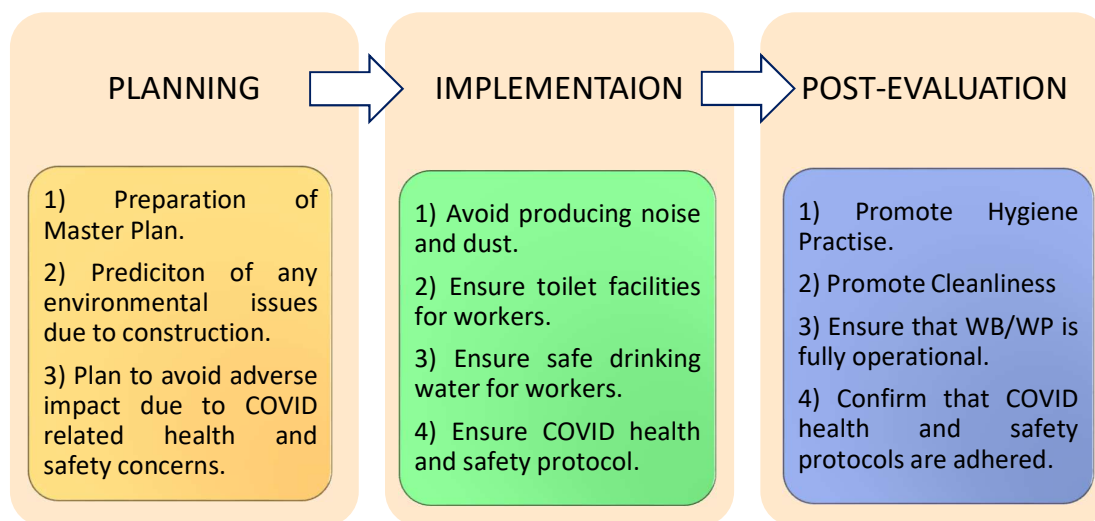 PLANNING
1) Preparation of
Master Plan.
2) Prediciton of any
environmental issues
due to construction.
3) Plan to avoid adverse
impact due to COVID
related health and
safety concerns.
IMPLEMENTAION
1) Avoid producing noise
and dust.
2) Ensure toilet facilities
for workers.
3) Ensure safe drinking
water for workers.
4) Ensure COVID health
and safety protocol.
POST-EVALUATION
1) Promote Hygiene
Practise.
2) Promote Cleanliness
3) Ensure that WB/WP is
fully operational.
4) Confirm that COVID
health and safety
protocols are adhered.